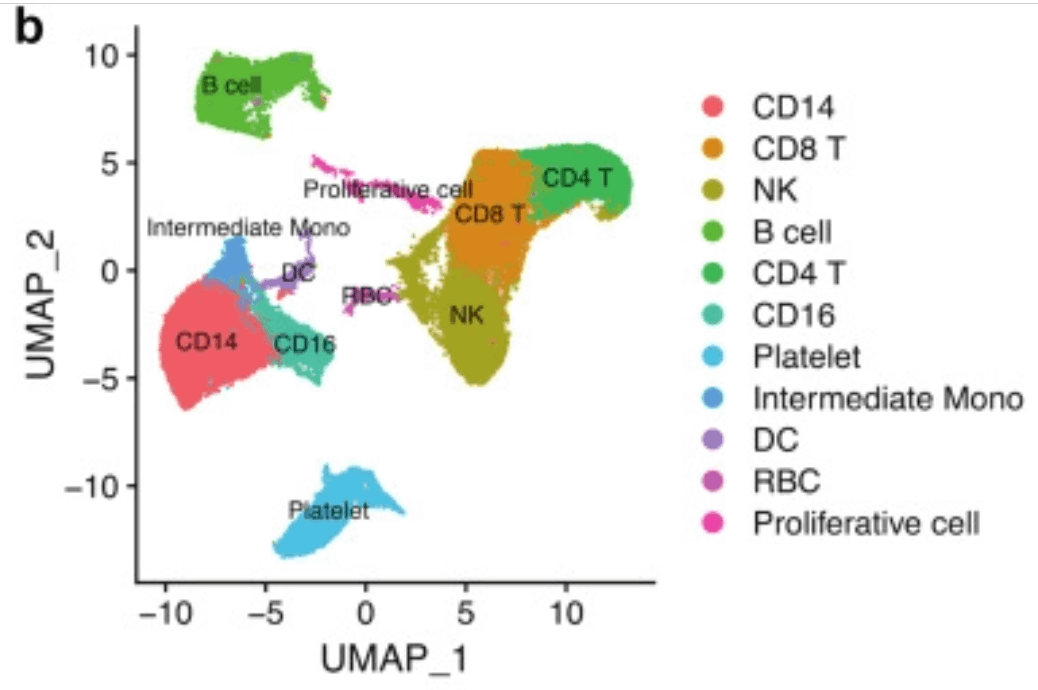 b
10
5
0
−5
−10
UMAP_2
−10
−5
0
5
10
UMAP_1
B cell
Proliferative cell
CD4 T
CD8 T
Intermediate Mono
DC
RBC
NK
CD14
CD16
Platelet
CD14
CD8 T
NK
B cell
CD4 T
CD16
Platelet
Intermediate Mono
DC
RBC
Proliferative cell